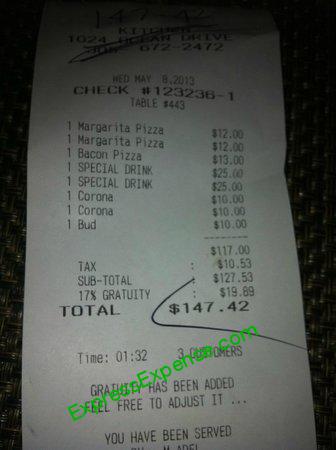 147.42
KITCHEN
1024 OCEAN DRIVE
305 672-2472
WED MAY 8,2013
CHECK #123236-1
TABLE #443
1 Margarita Pizza $12.00
1 Margarita Pizza $12.00
1 Bacon Pizza $13.00
1 SPECIAL DRINK $25.00
1 SPECIAL DRINK $25.00
1 Corona $10.00
1 Corona $10.00
1 Bud $10.00
--------
$117.00
TAX : $10.53
SUB-TOTAL : $127.53
17% GRATUITY : $19.89
TOTAL $147.42
Time: 01:32 3 CUSTOMERS
GRATUITY HAS BEEN ADDED
FEEL FREE TO ADJUST IT ...
YOU HAVE BEEN SERVED
ExpressExpense.com